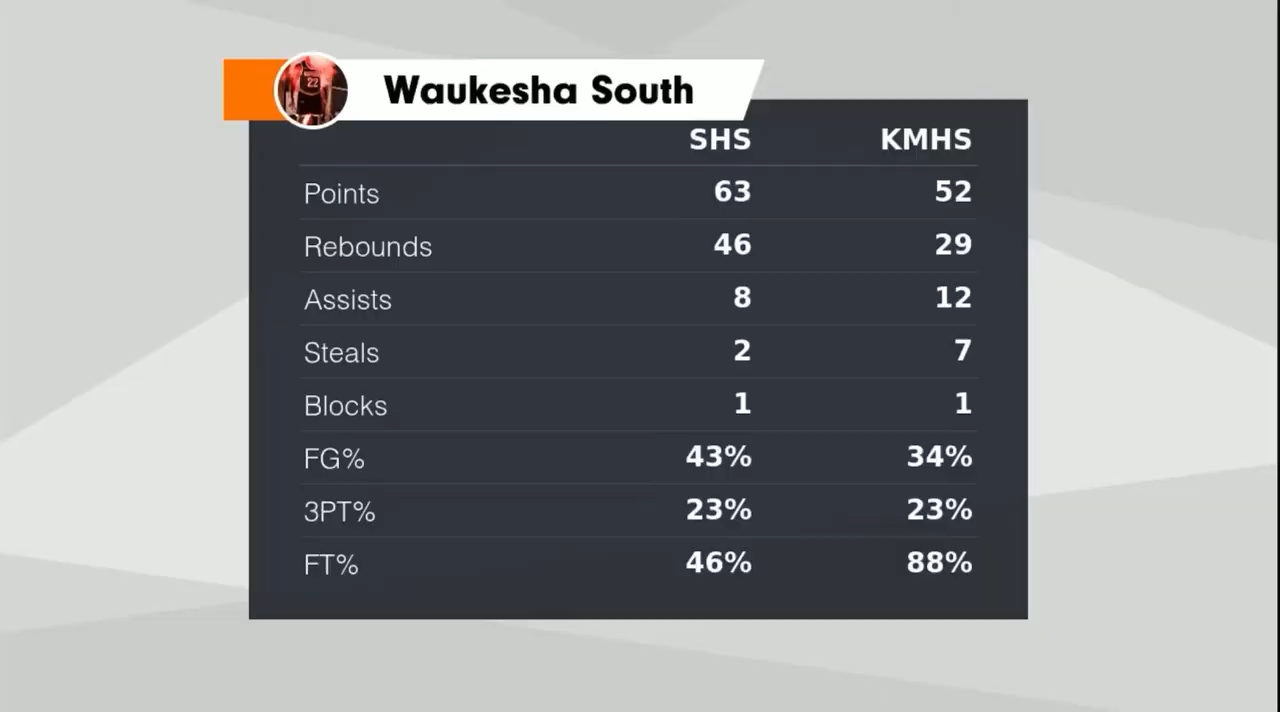 Waukesha South
SHS KMHS
Points 63 52
Rebounds 46 29
Assists 8 12
Steals 2 7
Blocks 1 1
FG% 43% 34%
3PT% 23% 23%
FT% 46% 88%
22